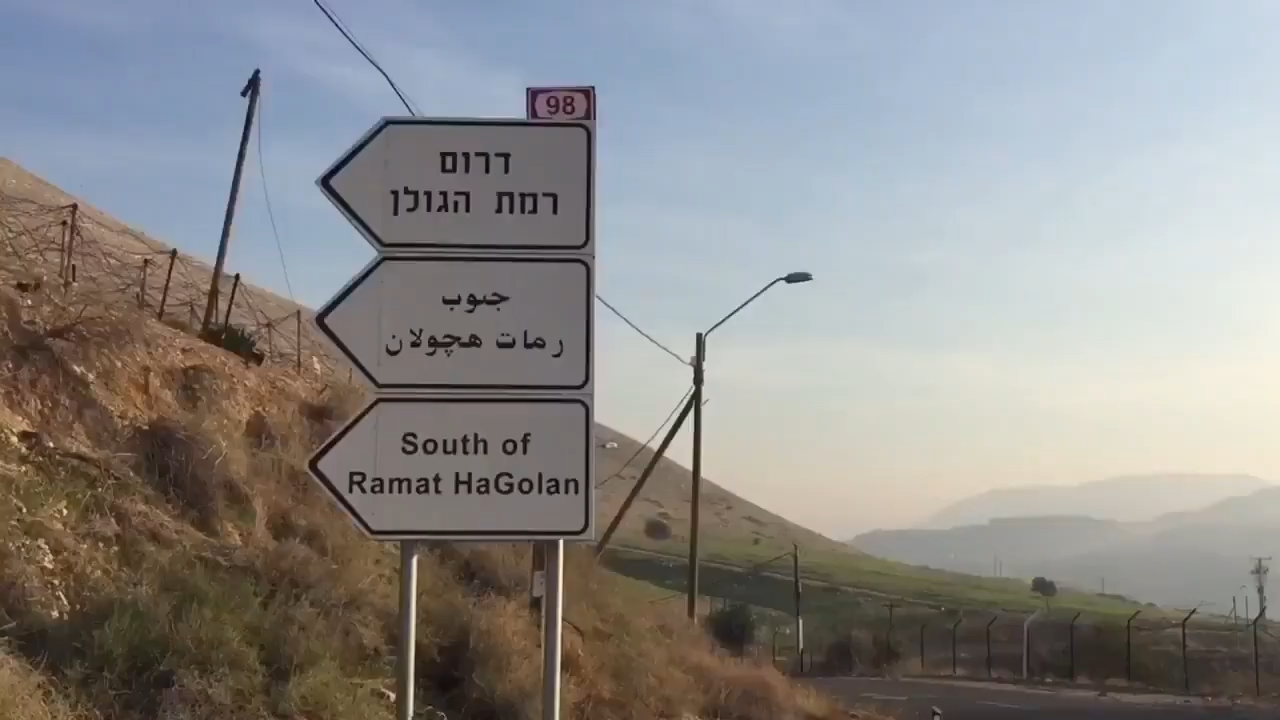 98
דרום
רמת הגולן
جنوب
رمات هچولان
South of
Ramat HaGolan